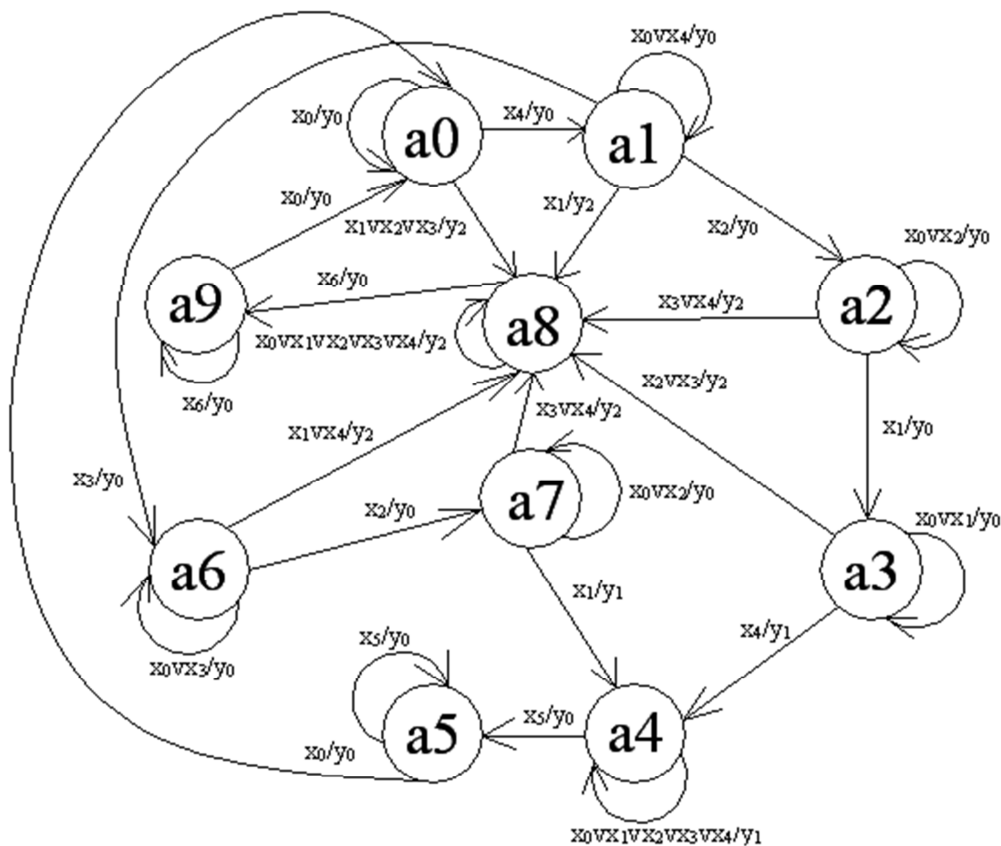 x₀vx₄/y₀
x₀/y₀
a0
x₄/y₀
a1
x₀/y₀
x₁vx₂vx₃/y₂
x₁/y₂
x₂/y₀
x₀vx₂/y₀
a9
x₆/y₀
a8
x₃vx₄/y₂
a2
x₀vx₁vx₂vx₃vx₄/y₂
x₆/y₀
x₂vx₃/y₂
x₃vx₄/y₂
x₁vx₄/y₂
x₁/y₀
x₃/y₀
a7
x₀vx₂/y₀
x₂/y₀
x₀vx₁/y₀
a6
a3
x₁/y₁
x₄/y₁
x₀vx₃/y₀
x₅/y₀
a5
x₅/y₀
a4
x₀/y₀
x₀vx₁vx₂vx₃vx₄/y₁